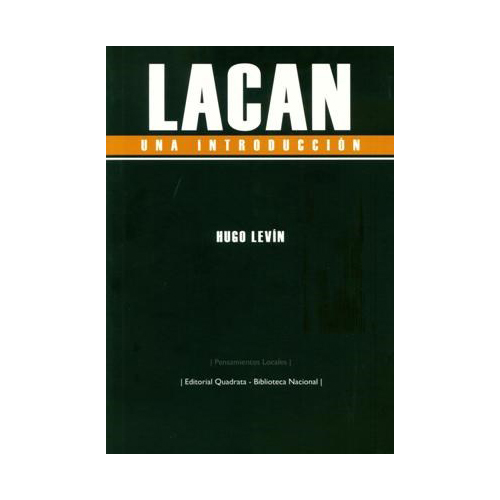 LACAN
UNA INTRODUCCIÓN
HUGO LEVÍN
| Pensamientos Locales |
| Editorial Quadrata - Biblioteca Nacional |